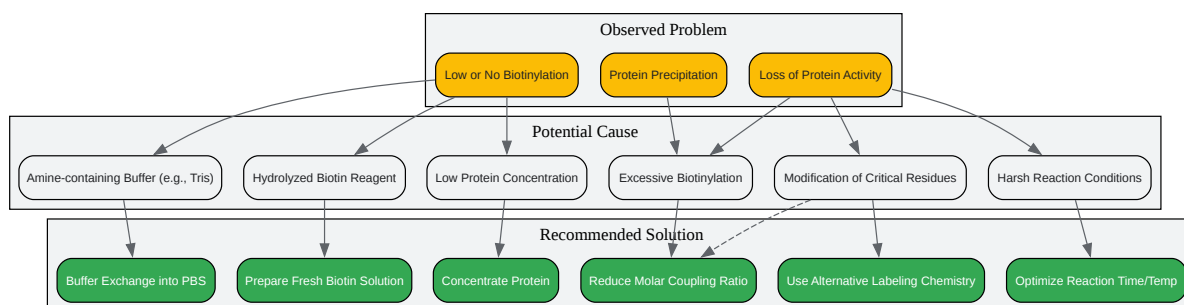 Observed Problem
Low or No Biotinylation
Protein Precipitation
Loss of Protein Activity
Potential Cause
Amine-containing Buffer (e.g., Tris)
Hydrolyzed Biotin Reagent
Low Protein Concentration
Excessive Biotinylation
Modification of Critical Residues
Harsh Reaction Conditions
Recommended Solution
Buffer Exchange into PBS
Prepare Fresh Biotin Solution
Concentrate Protein
Reduce Molar Coupling Ratio
Use Alternative Labeling Chemistry
Optimize Reaction Time/Temp